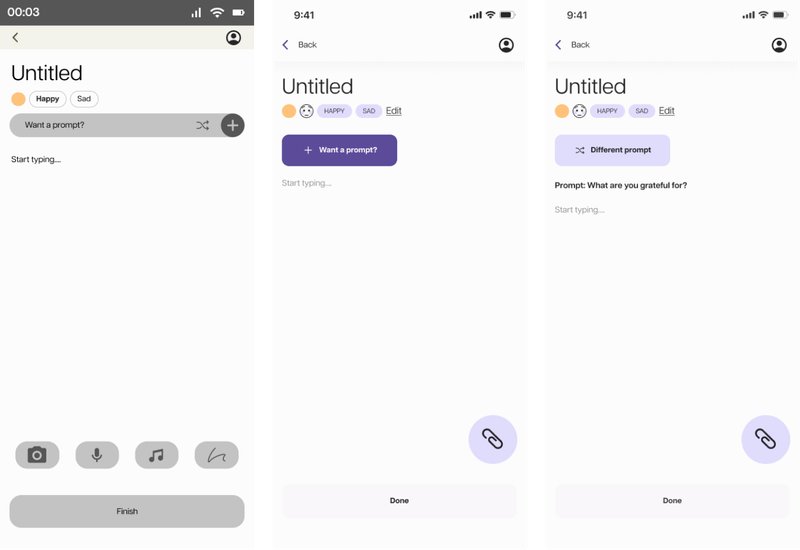 00:03
Untitled
Happy Sad
Want a prompt?
Start typing...
Finish
9:41
Back
Untitled
HAPPY SAD Edit
Want a prompt?
Start typing...
Done
9:41
Back
Untitled
HAPPY SAD Edit
Different prompt
Prompt: What are you grateful for?
Start typing...
Done